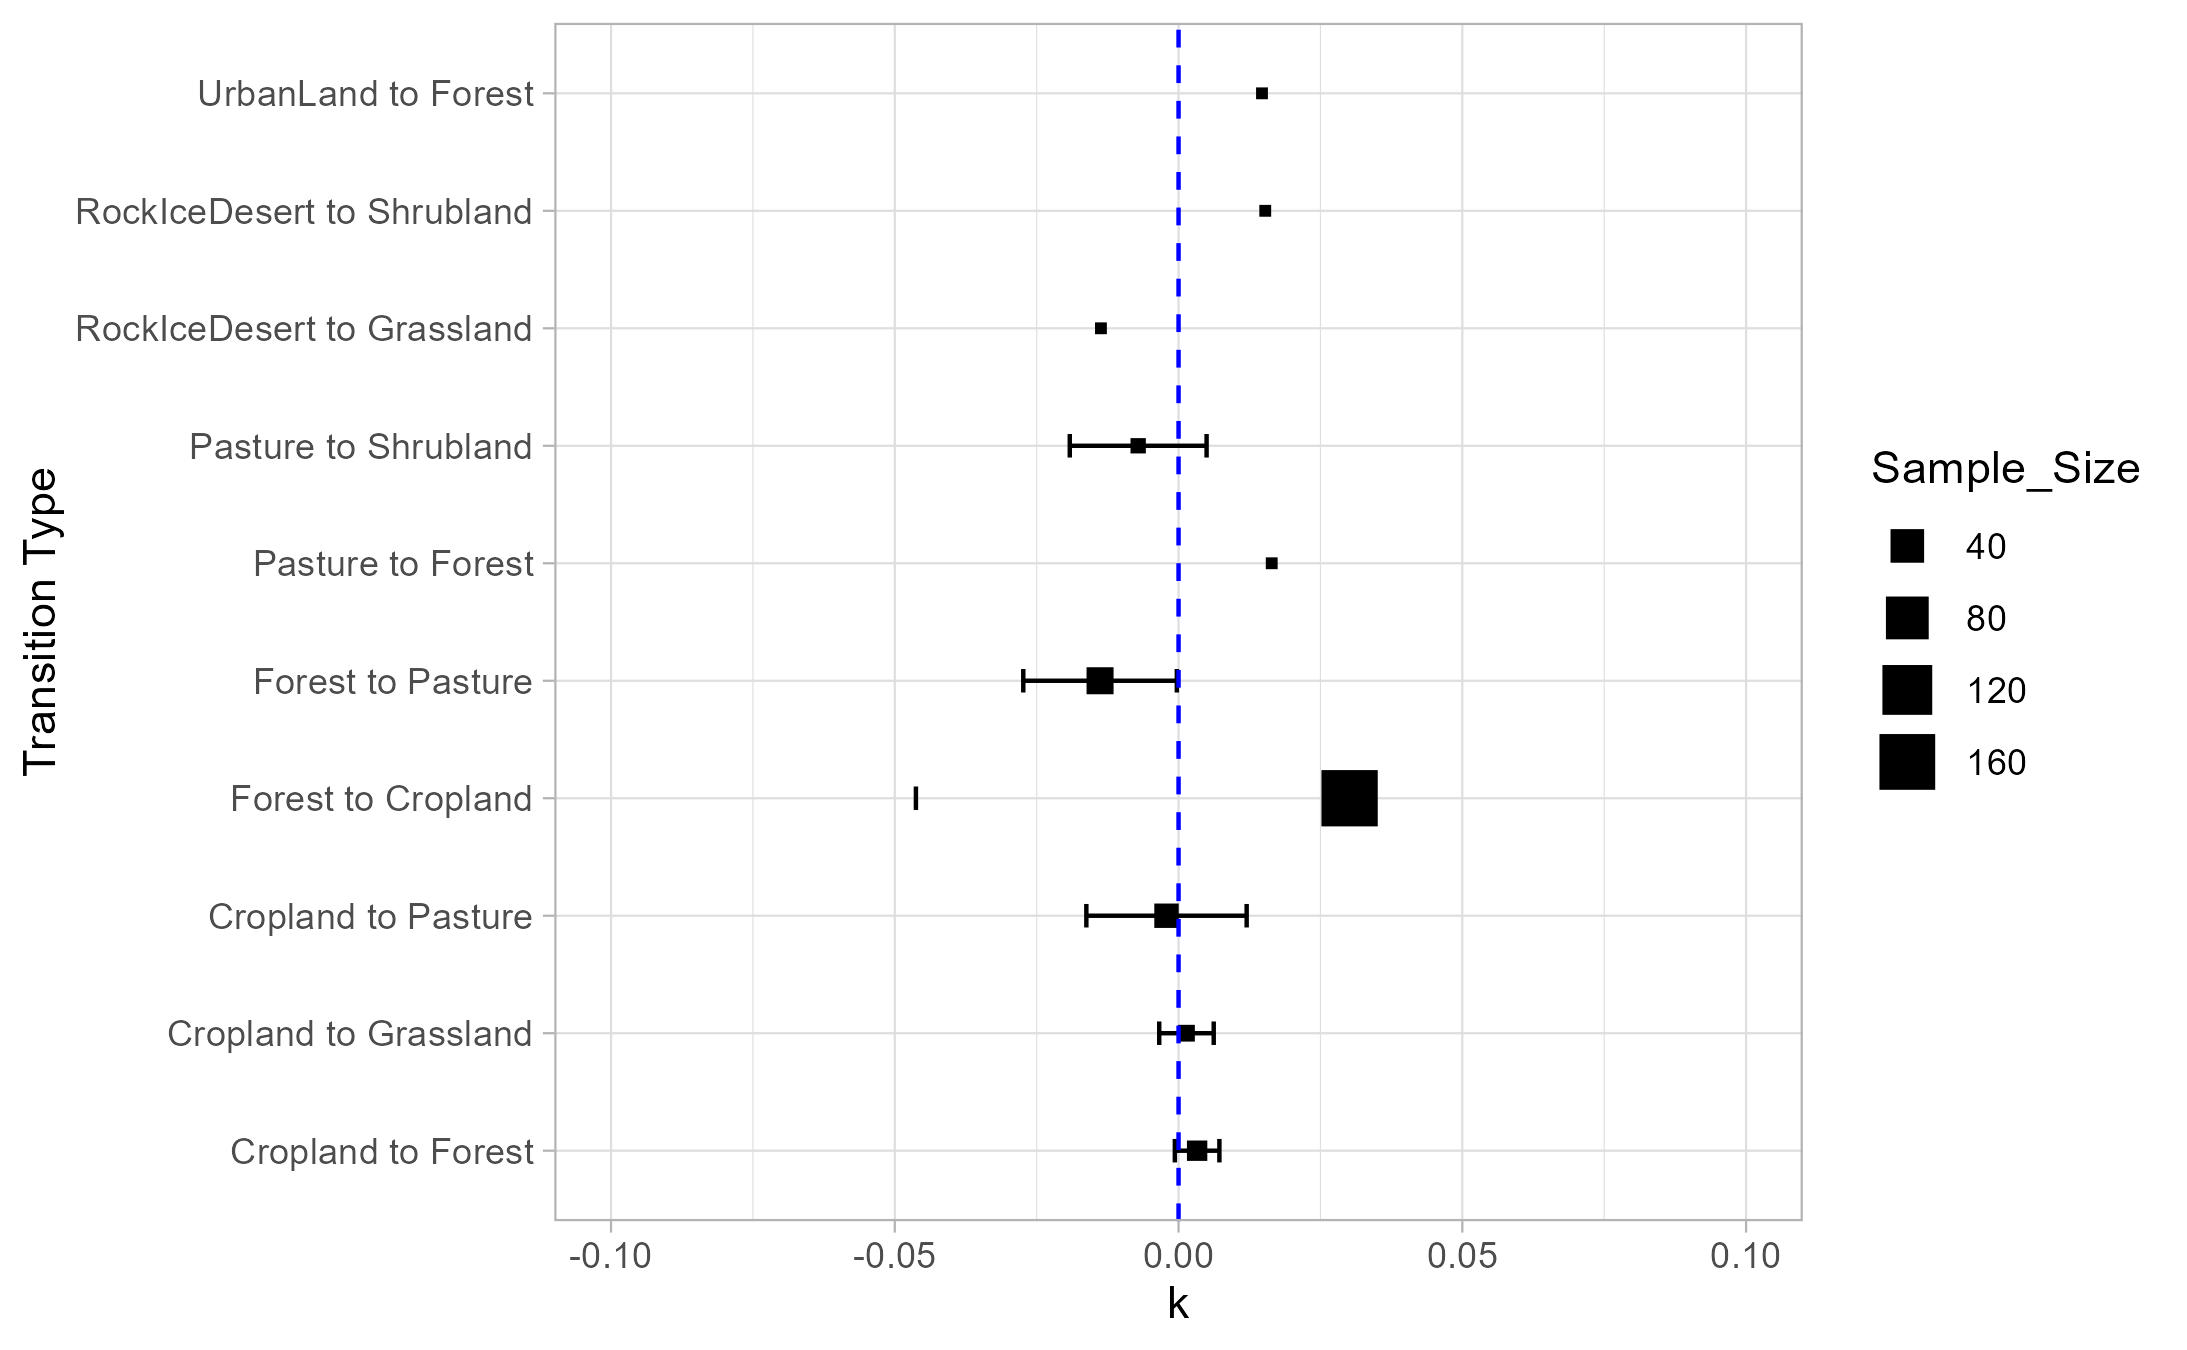 UrbanLand to Forest
RockIceDesert to Shrubland
RockIceDesert to Grassland
Pasture to Shrubland
Pasture to Forest
Forest to Pasture
Forest to Cropland
Cropland to Pasture
Cropland to Grassland
Cropland to Forest
Transition Type
-0.10
-0.05
0.00
0.05
0.10
k
Sample_Size
40
80
120
160